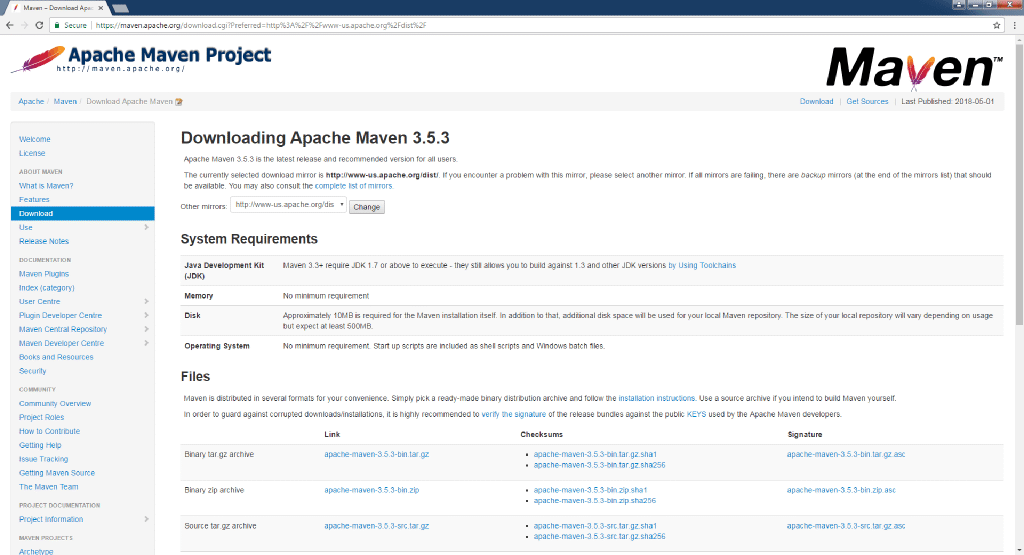 Maven – Download Apac
Secure | https://maven.apache.org/download.cgi?Preferred=http%3A%2F%2Fwww-us.apache.org%2Fdist%2F
Apache Maven Project
http://maven.apache.org/
Maven™
Apache / Maven / Download Apache Maven
Download | Get Sources | Last Published: 2018-05-01
Welcome
License
ABOUT MAVEN
What is Maven?
Features
Download
Use
Release Notes
DOCUMENTATION
Maven Plugins
Index (category)
User Centre
Plugin Developer Centre
Maven Central Repository
Maven Developer Centre
Books and Resources
Security
COMMUNITY
Community Overview
Project Roles
How to Contribute
Getting Help
Issue Tracking
Getting Maven Source
The Maven Team
PROJECT DOCUMENTATION
Project Information
MAVEN PROJECTS
Archetype
Downloading Apache Maven 3.5.3
Apache Maven 3.5.3 is the latest release and recommended version for all users.
The currently selected download mirror is http://www-us.apache.org/dist/. If you encounter a problem with this mirror, please select another mirror. If all mirrors are failing, there are backup mirrors (at the end of the mirrors list) that should
be available. You may also consult the complete list of mirrors.
Other mirrors: http://www-us.apache.org/dis Change
System Requirements
Java Development Kit (JDK) Maven 3.3+ require JDK 1.7 or above to execute - they still allows you to build against 1.3 and other JDK versions by Using Toolchains
Memory No minimum requirement
Disk Approximately 10MB is required for the Maven installation itself. In addition to that, additional disk space will be used for your local Maven repository. The size of your local repository will vary depending on usage
but expect at least 500MB.
Operating System No minimum requirement. Start up scripts are included as shell scripts and Windows batch files.
Files
Maven is distributed in several formats for your convenience. Simply pick a ready-made binary distribution archive and follow the installation instructions. Use a source archive if you intend to build Maven yourself.
In order to guard against corrupted downloads/installations, it is highly recommended to verify the signature of the release bundles against the public KEYS used by the Apache Maven developers.
Link Checksums Signature
Binary tar.gz archive apache-maven-3.5.3-bin.tar.gz apache-maven-3.5.3-bin.tar.gz.sha1 apache-maven-3.5.3-bin.tar.gz.asc
apache-maven-3.5.3-bin.tar.gz.sha256
Binary zip archive apache-maven-3.5.3-bin.zip apache-maven-3.5.3-bin.zip.sha1 apache-maven-3.5.3-bin.zip.asc
apache-maven-3.5.3-bin.zip.sha256
Source tar.gz archive apache-maven-3.5.3-src.tar.gz apache-maven-3.5.3-src.tar.gz.sha1 apache-maven-3.5.3-src.tar.gz.asc
apache-maven-3.5.3-src.tar.gz.sha256